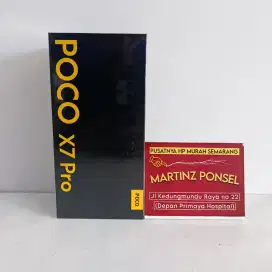 POCO X7 Pro
POCO
PUSATNYA HP MURAH SEMARANG
MARTINZ PONSEL
Jl Kedungmundu Raya no 22
(Depan Primaya Hospital)